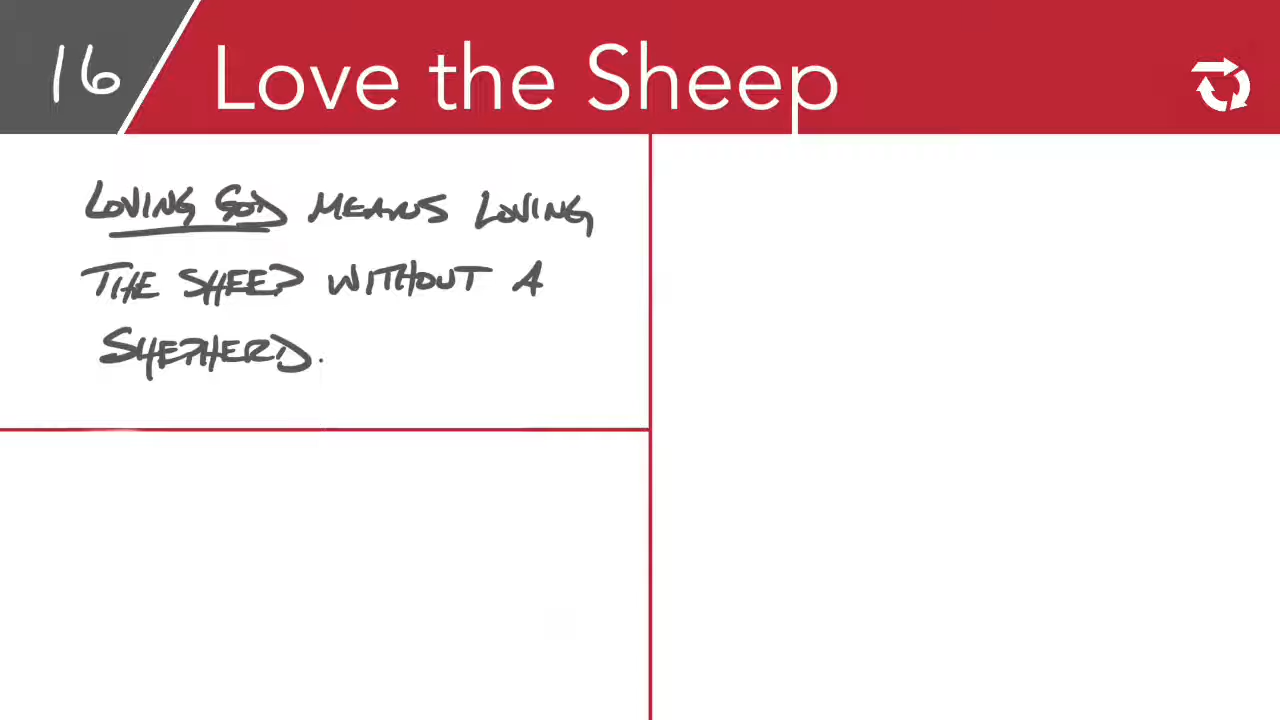 16
Love the Sheep
LOVING GOD MEANS LOVING
THE SHEEP WITHOUT A
SHEPHERD.